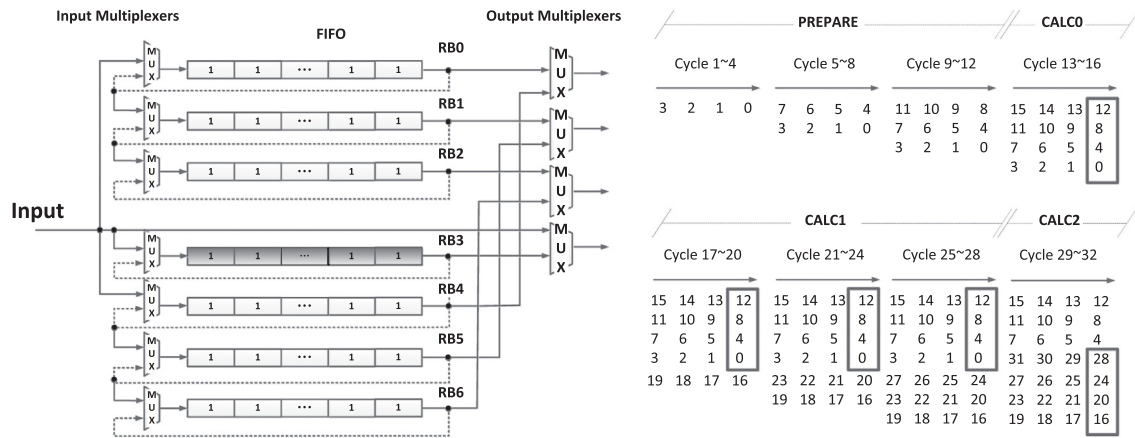 Input Multiplexers
Output Multiplexers
FIFO
RB0
MUX
1 1 ··· 1 1
RB1
MUX
1 1 ··· 1 1
RB2
MUX
1 1 ··· 1 1
Input
RB3
MUX
1 1 ··· 1 1
RB4
MUX
1 1 ··· 1 1
RB5
MUX
1 1 ··· 1 1
RB6
MUX
1 1 ··· 1 1
MUX
MUX
MUX
MUX
PREPARE
CALC0
Cycle 1~4
Cycle 5~8
Cycle 9~12
Cycle 13~16
3 2 1 0
7 6 5 4
3 2 1 0
11 10 9 8
7 6 5 4
3 2 1 0
15 14 13 12
11 10 9 8
7 6 5 4
3 2 1 0
CALC1
CALC2
Cycle 17~20
Cycle 21~24
Cycle 25~28
Cycle 29~32
15 14 13 12
11 10 9 8
7 6 5 4
3 2 1 0
19 18 17 16
15 14 13 12
11 10 9 8
7 6 5 4
3 2 1 0
23 22 21 20
19 18 17 16
15 14 13 12
11 10 9 8
7 6 5 4
3 2 1 0
27 26 25 24
23 22 21 20
19 18 17 16
15 14 13 12
11 10 9 8
7 6 5 4
31 30 29 28
27 26 25 24
23 22 21 20
19 18 17 16